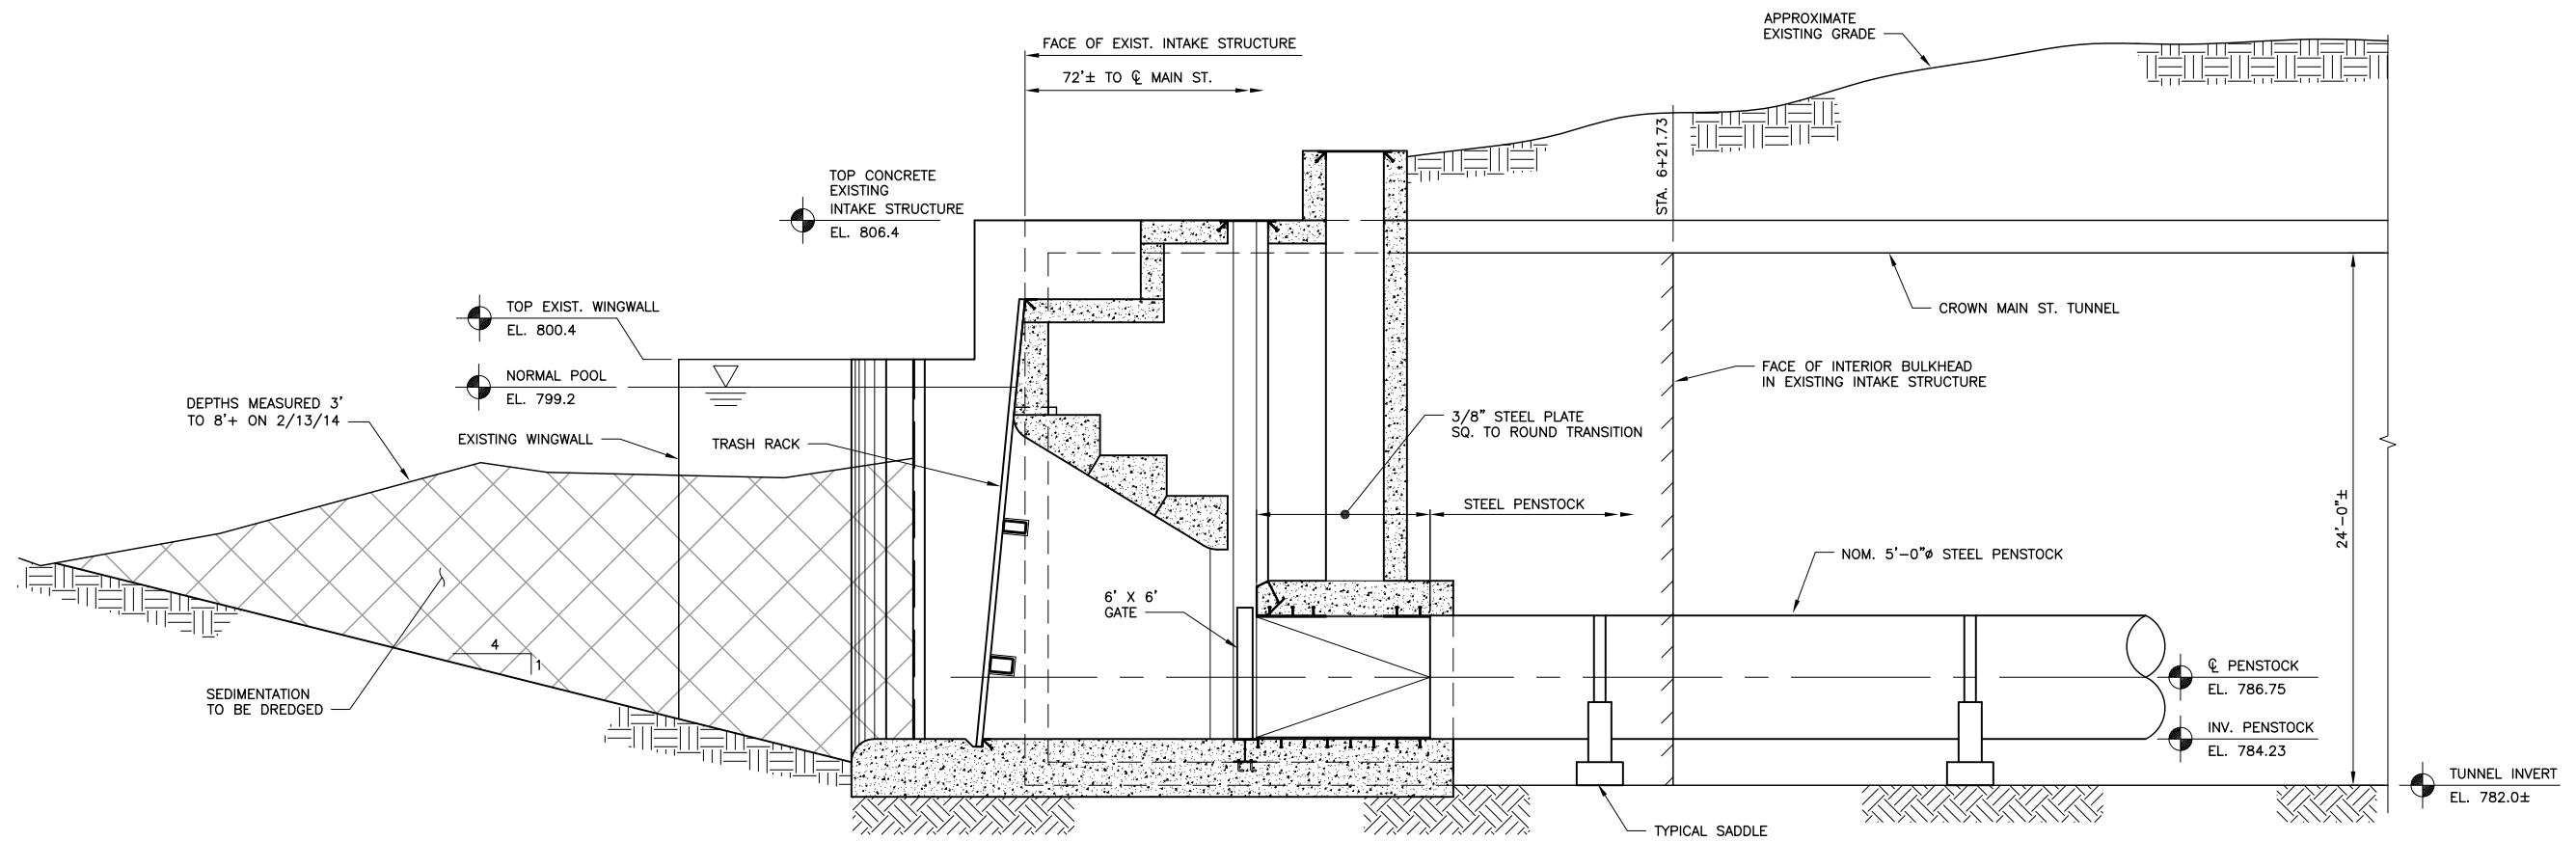 APPROXIMATE
EXISTING GRADE
FACE OF EXIST. INTAKE STRUCTURE
72'± TO ℄ MAIN ST.
STA. 6+21.73
TOP CONCRETE
EXISTING
INTAKE STRUCTURE
EL. 806.4
TOP EXIST. WINGWALL
EL. 800.4
CROWN MAIN ST. TUNNEL
NORMAL POOL
EL. 799.2
FACE OF INTERIOR BULKHEAD
IN EXISTING INTAKE STRUCTURE
DEPTHS MEASURED 3'
TO 8'+ ON 2/13/14
EXISTING WINGWALL
TRASH RACK
3/8" STEEL PLATE
SQ. TO ROUND TRANSITION
STEEL PENSTOCK
24'-0"±
NOM. 5'-0"ø STEEL PENSTOCK
6' X 6'
GATE
4
1
SEDIMENTATION
TO BE DREDGED
℄ PENSTOCK
EL. 786.75
INV. PENSTOCK
EL. 784.23
TUNNEL INVERT
EL. 782.0±
TYPICAL SADDLE